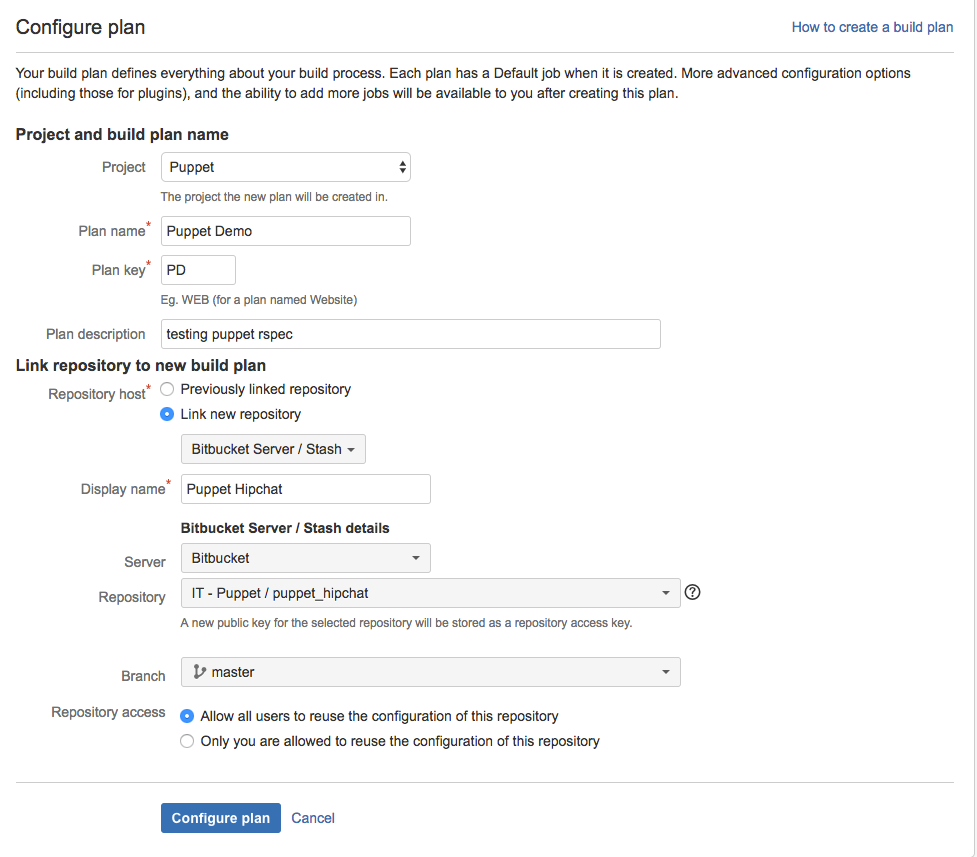 Configure plan
How to create a build plan
Your build plan defines everything about your build process. Each plan has a Default job when it is created. More advanced configuration options
(including those for plugins), and the ability to add more jobs will be available to you after creating this plan.
Project and build plan name
Project Puppet
The project the new plan will be created in.
Plan name* Puppet Demo
Plan key* PD
Eg. WEB (for a plan named Website)
Plan description testing puppet rspec
Link repository to new build plan
Repository host* Previously linked repository
Link new repository
Bitbucket Server / Stash
Display name* Puppet Hipchat
Bitbucket Server / Stash details
Server Bitbucket
Repository IT - Puppet / puppet_hipchat ?
A new public key for the selected repository will be stored as a repository access key.
Branch master
Repository access Allow all users to reuse the configuration of this repository
Only you are allowed to reuse the configuration of this repository
Configure plan Cancel